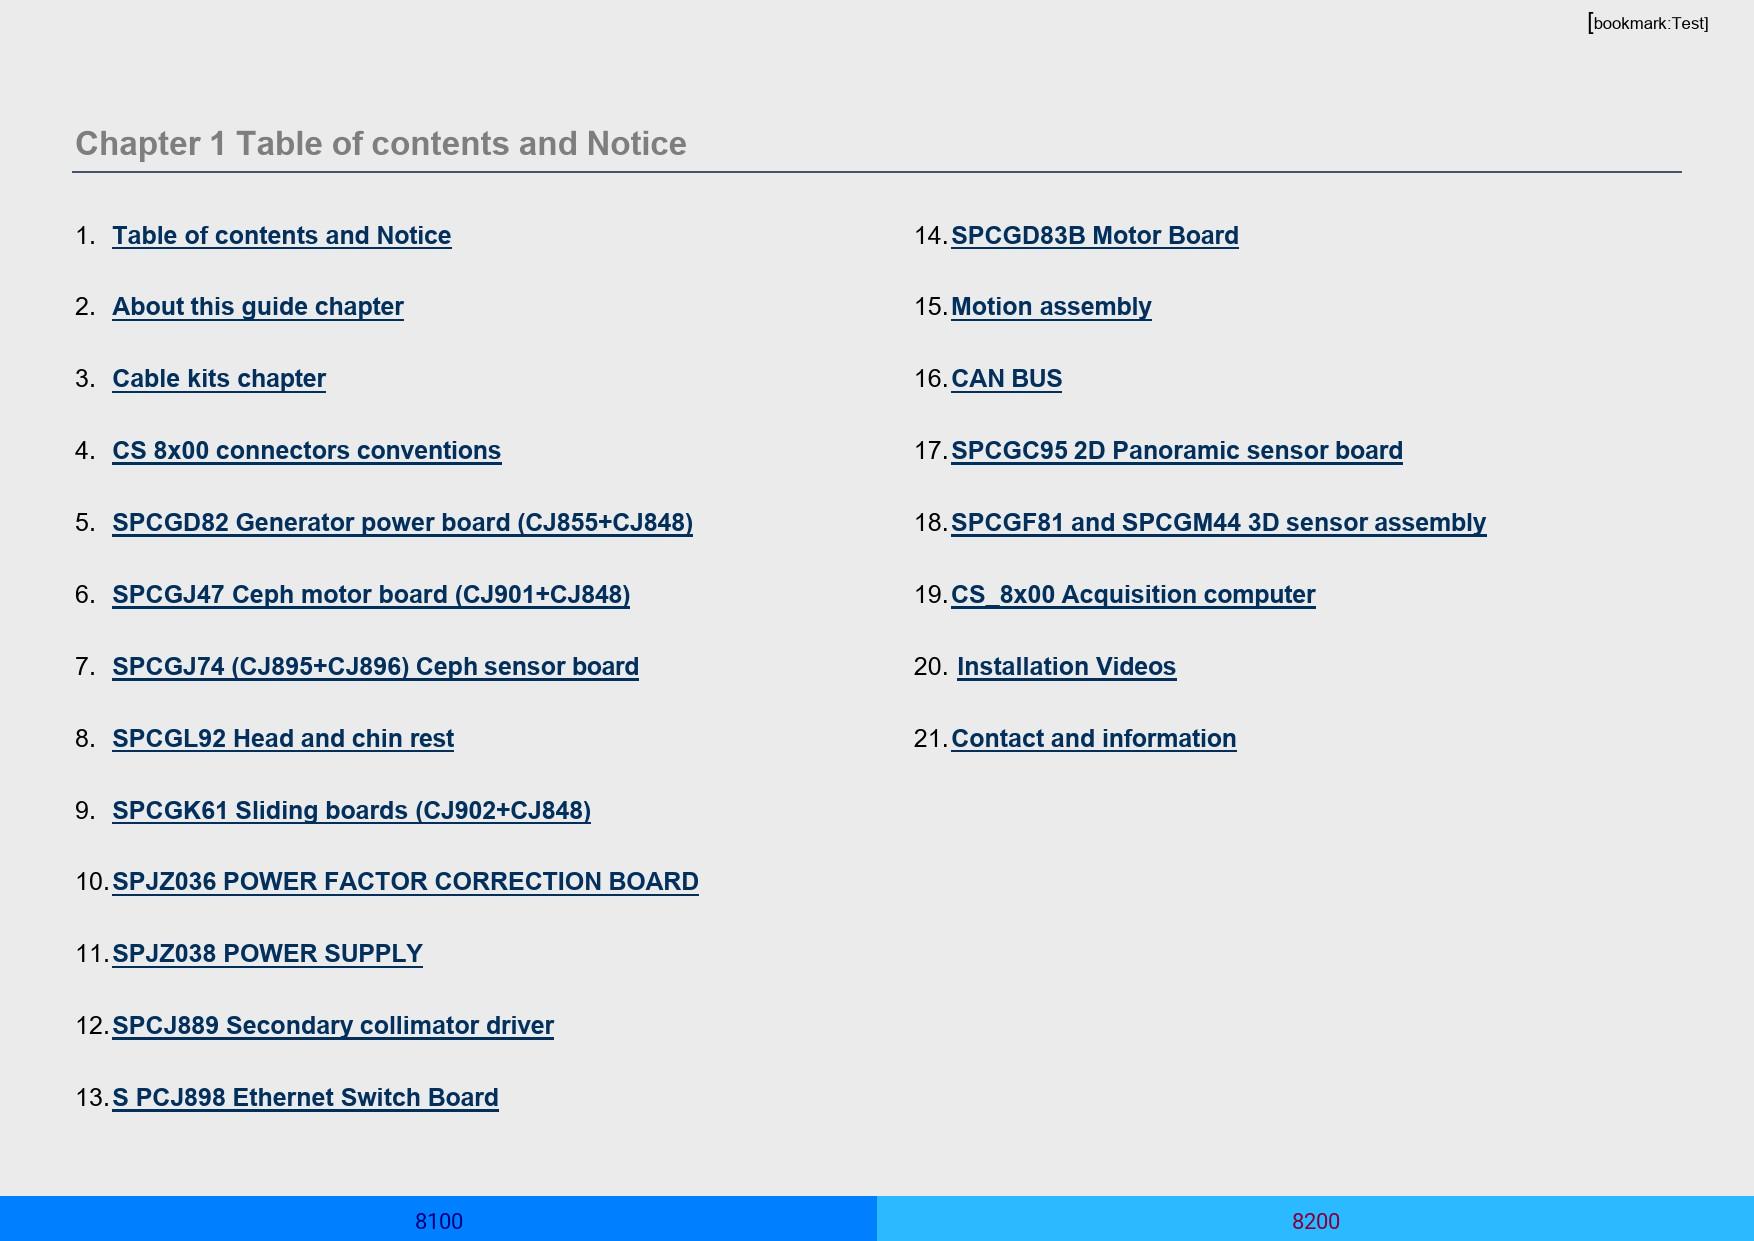 [bookmark:Test]
Chapter 1 Table of contents and Notice
1. Table of contents and Notice
2. About this guide chapter
3. Cable kits chapter
4. CS 8x00 connectors conventions
5. SPCGD82 Generator power board (CJ855+CJ848)
6. SPCGJ47 Ceph motor board (CJ901+CJ848)
7. SPCGJ74 (CJ895+CJ896) Ceph sensor board
8. SPCGL92 Head and chin rest
9. SPCGK61 Sliding boards (CJ902+CJ848)
10. SPJZ036 POWER FACTOR CORRECTION BOARD
11. SPJZ038 POWER SUPPLY
12. SPCJ889 Secondary collimator driver
13. S PCJ898 Ethernet Switch Board
14. SPCGD83B Motor Board
15. Motion assembly
16. CAN BUS
17. SPCGC95 2D Panoramic sensor board
18. SPCGF81 and SPCGM44 3D sensor assembly
19. CS_8x00 Acquisition computer
20. Installation Videos
21. Contact and information
8100
8200